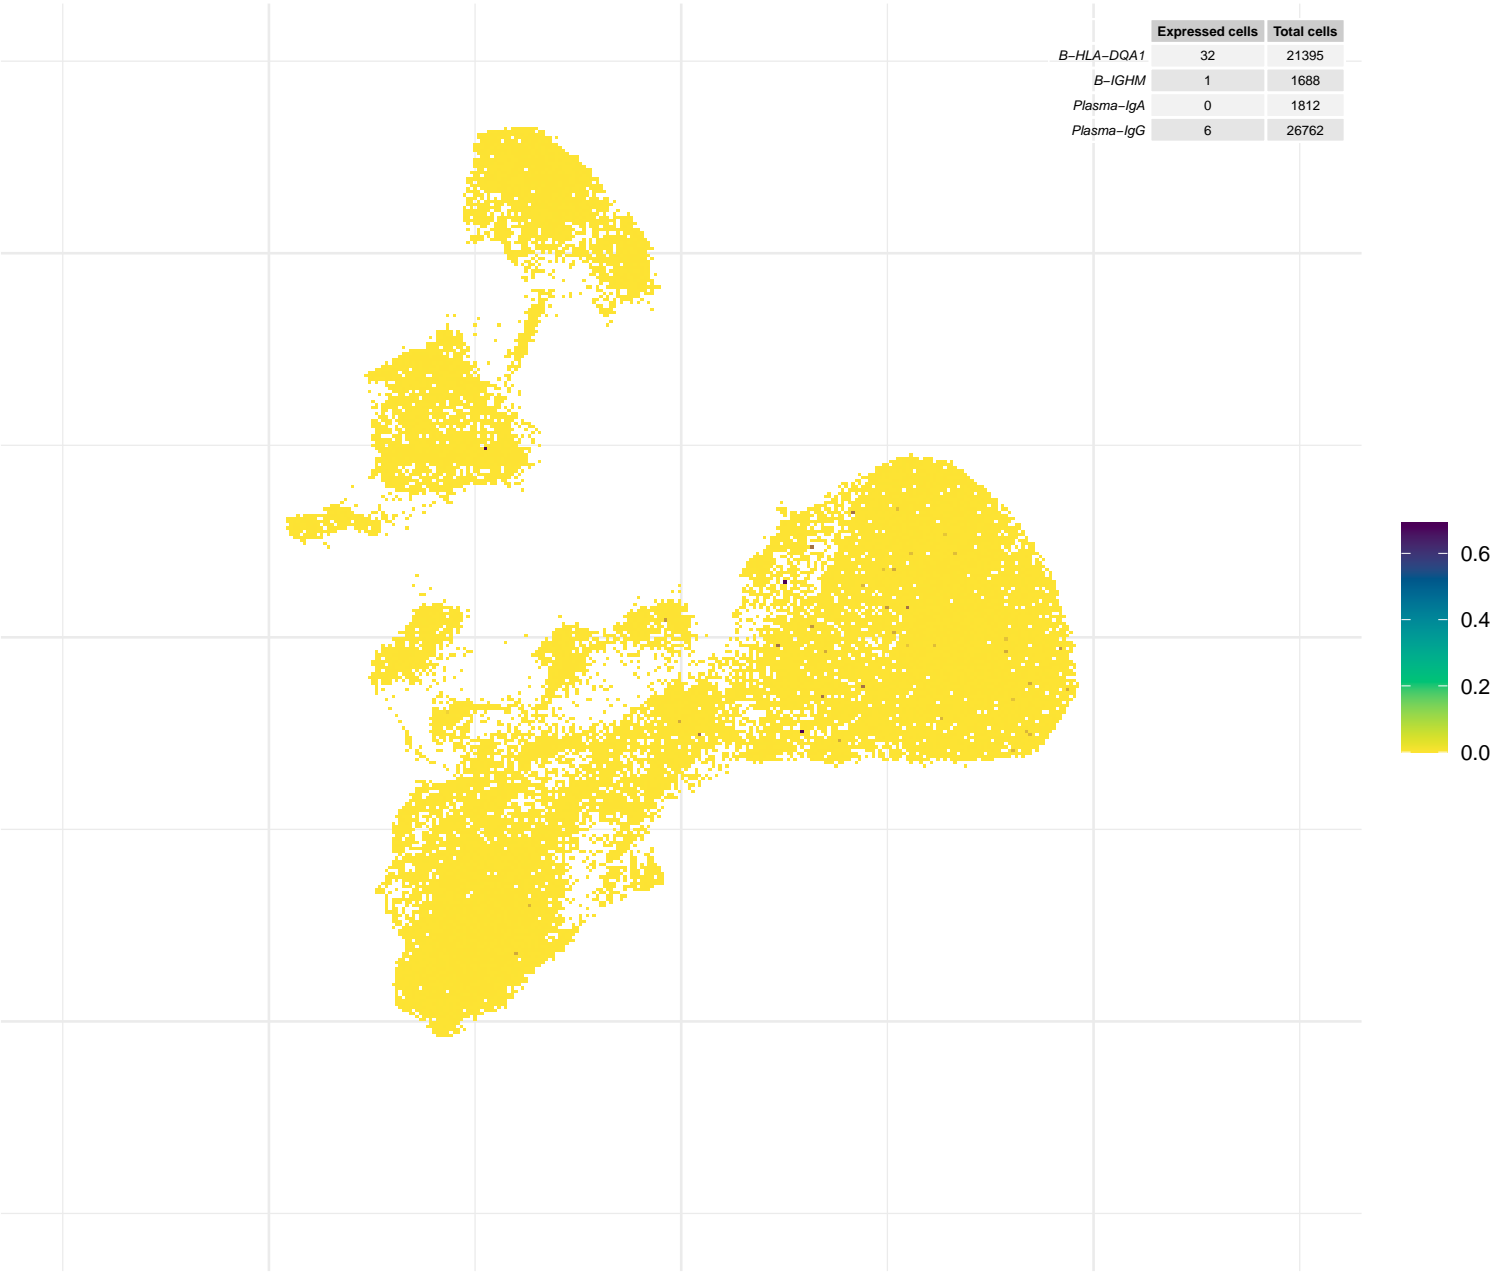 Expressed cells Total cells
B−HLA−DQA1 32 21395
B−IGHM 1 1688
Plasma−IgA 0 1812
Plasma−IgG 6 26762
0.6
0.4
0.2
0.0